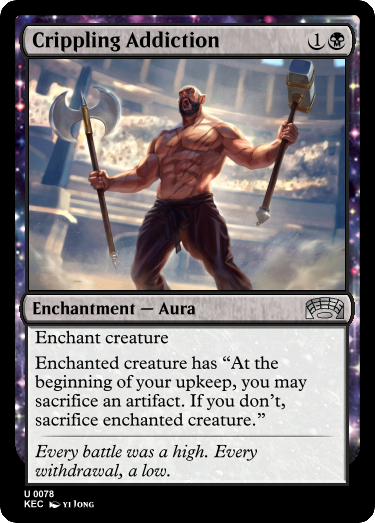 Crippling Addiction 1
Enchantment — Aura
Enchant creature
Enchanted creature has “At the
beginning of your upkeep, you may
sacrifice an artifact. If you don’t,
sacrifice enchanted creature.”
Every battle was a high. Every
withdrawal, a low.
U 0078
KEC YI JONG